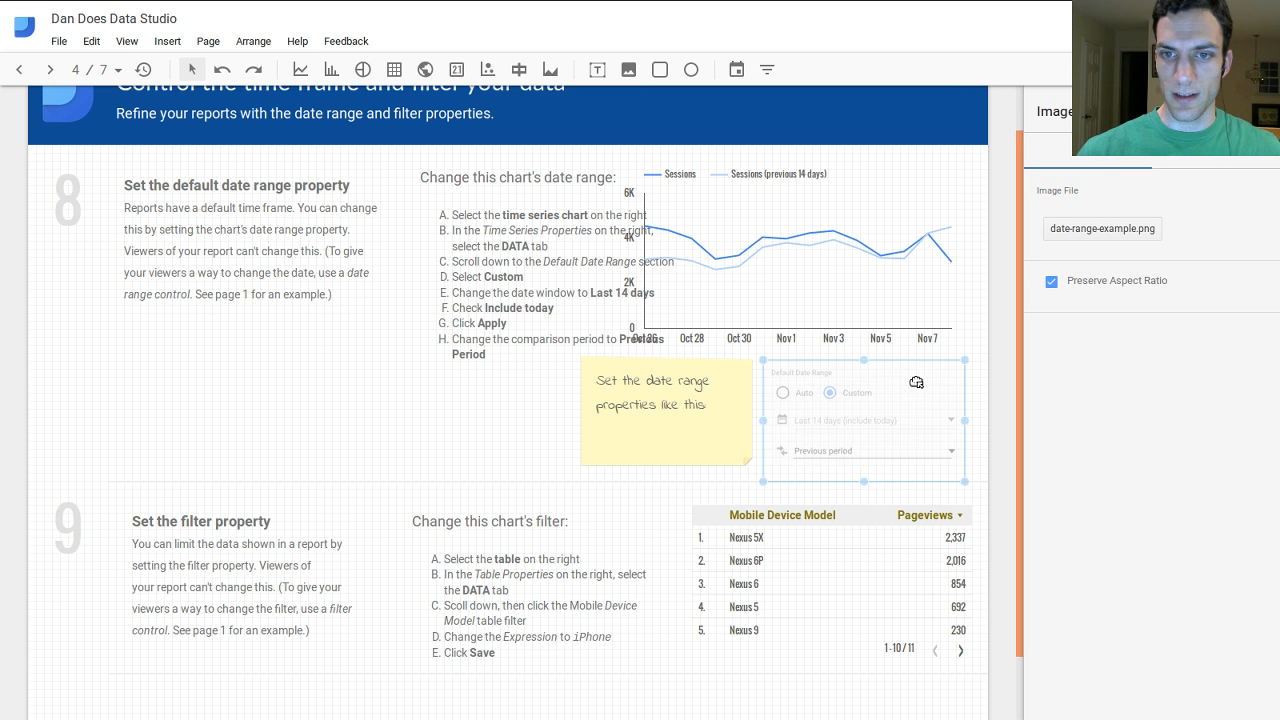 Dan Does Data Studio
File Edit View Insert Page Arrange Help Feedback
4 / 7
Control the time frame and filter your data
Refine your reports with the date range and filter properties.
Image
Image File
date-range-example.png
Preserve Aspect Ratio
8
Set the default date range property
Reports have a default time frame. You can change
this by setting the chart's date range property.
Viewers of your report can't change this. (To give
your viewers a way to change the date, use a date
range control. See page 1 for an example.)
Change this chart's date range:
A. Select the time series chart on the right
B. In the Time Series Properties on the right,
select the DATA tab
C. Scroll down to the Default Date Range section
D. Select Custom
E. Change the date window to Last 14 days
F. Check Include today
G. Click Apply
H. Change the comparison period to Previous
Period
Sessions Sessions (previous 14 days)
6K
4K
2K
0
Oct 26 Oct 28 Oct 30 Nov 1 Nov 3 Nov 5 Nov 7
Set the date range
properties like this:
Default Date Range
Auto Custom
Last 14 days (include today)
Previous period
9
Set the filter property
You can limit the data shown in a report by
setting the filter property. Viewers of
your report can't change this. (To give your
viewers a way to change the filter, use a filter
control. See page 1 for an example.)
Change this chart's filter:
A. Select the table on the right
B. In the Table Properties on the right, select
the DATA tab
C. Scoll down, then click the Mobile Device
Model table filter
D. Change the Expression to iPhone
E. Click Save
Mobile Device Model Pageviews
1. Nexus 5X 2,337
2. Nexus 6P 2,016
3. Nexus 6 854
4. Nexus 5 692
5. Nexus 9 230
1-10/11